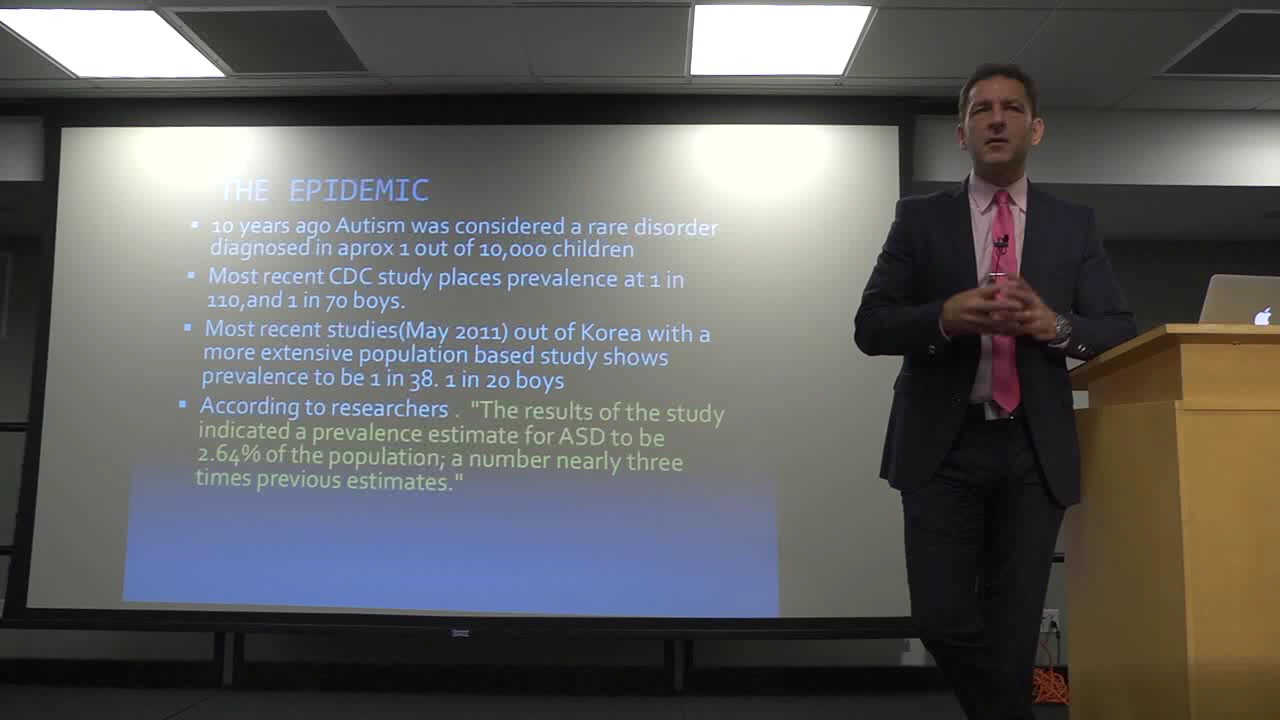 THE EPIDEMIC
10 years ago Autism was considered a rare disorder
diagnosed in aprox 1 out of 10,000 children
Most recent CDC study places prevalence at 1 in
110,and 1 in 70 boys.
Most recent studies(May 2011) out of Korea with a
more extensive population based study shows
prevalence to be 1 in 38. 1 in 20 boys
According to researchers . "The results of the study
indicated a prevalence estimate for ASD to be
2.64% of the population; a number nearly three
times previous estimates."